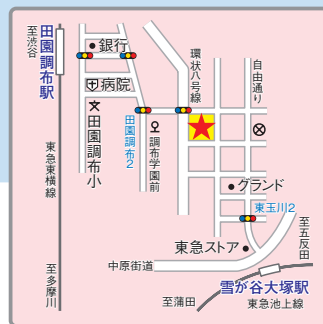 至渋谷
田園調布駅
銀行
病院
田園調布小
田園調布2
調布学園前
環状八号線
自由通り
グランド
東玉川2
東急ストア
至五反田
東急東横線
中原街道
雪が谷大塚駅
東急池上線
至多摩川
至蒲田